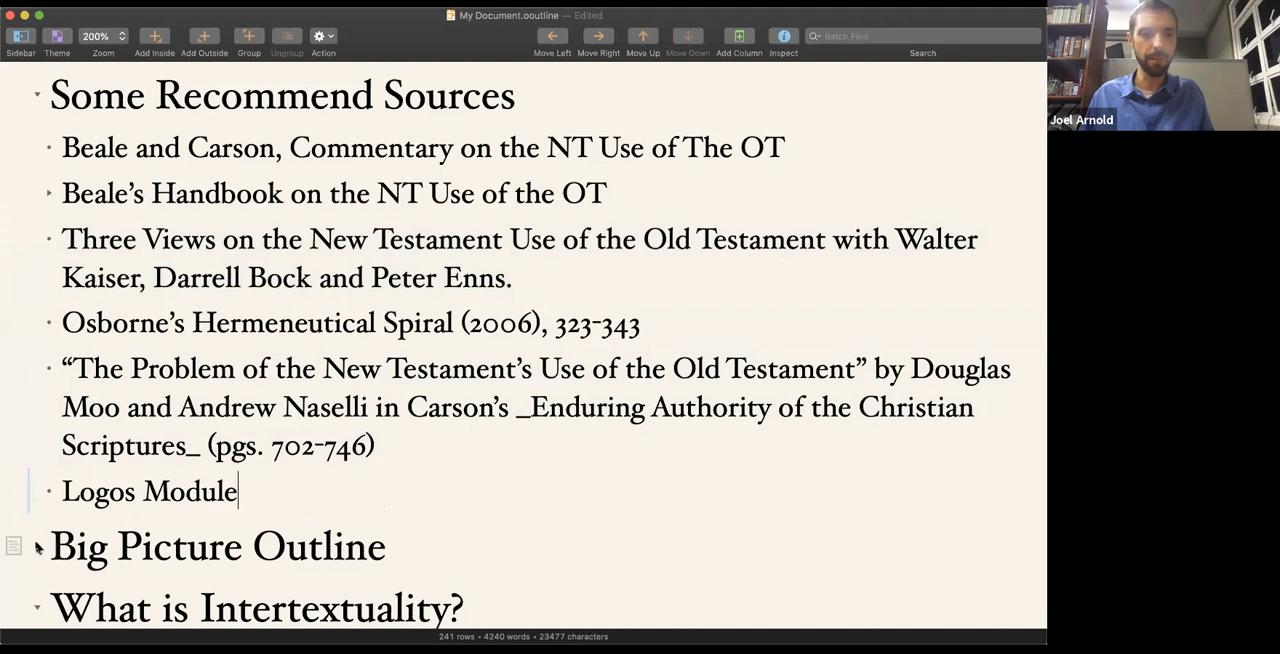 My Document.ooutline — Edited
200%
Batch Find
Sidebar Theme Zoom Add Inside Add Outside Group Ungroup Action Move Left Move Right Move Up Move Down Add Column Inspect Search
Joel Arnold
Some Recommend Sources
Beale and Carson, Commentary on the NT Use of The OT
Beale’s Handbook on the NT Use of the OT
Three Views on the New Testament Use of the Old Testament with Walter
Kaiser, Darrell Bock and Peter Enns.
Osborne’s Hermeneutical Spiral (2006), 323-343
“The Problem of the New Testament’s Use of the Old Testament” by Douglas
Moo and Andrew Naselli in Carson’s _Enduring Authority of the Christian
Scriptures_ (pgs. 702-746)
Logos Module
Big Picture Outline
What is Intertextuality?
241 rows • 4240 words • 23477 characters